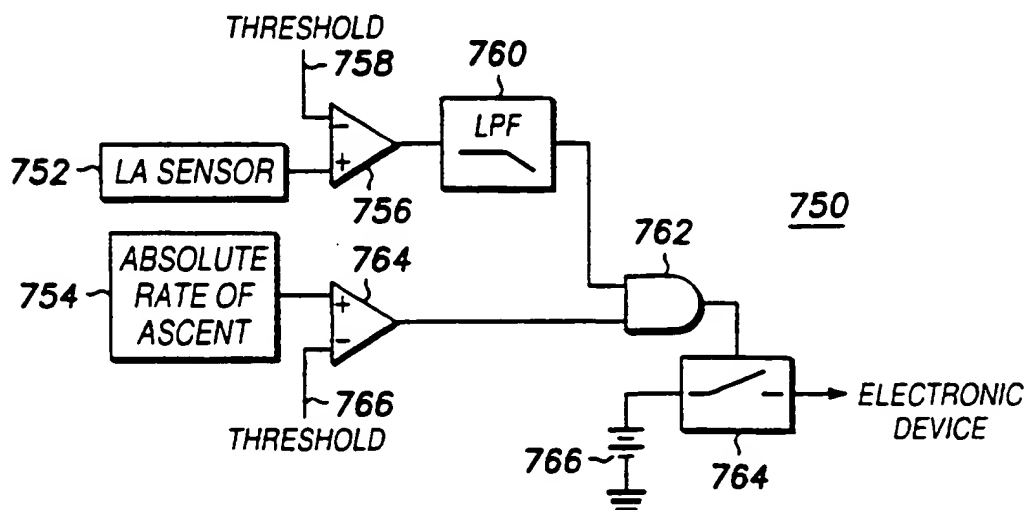 THRESHOLD
758
760
LPF
752
LA SENSOR
-
+
756
750
762
754
ABSOLUTE
RATE OF
ASCENT
764
+
-
766
THRESHOLD
766
764
ELECTRONIC
DEVICE